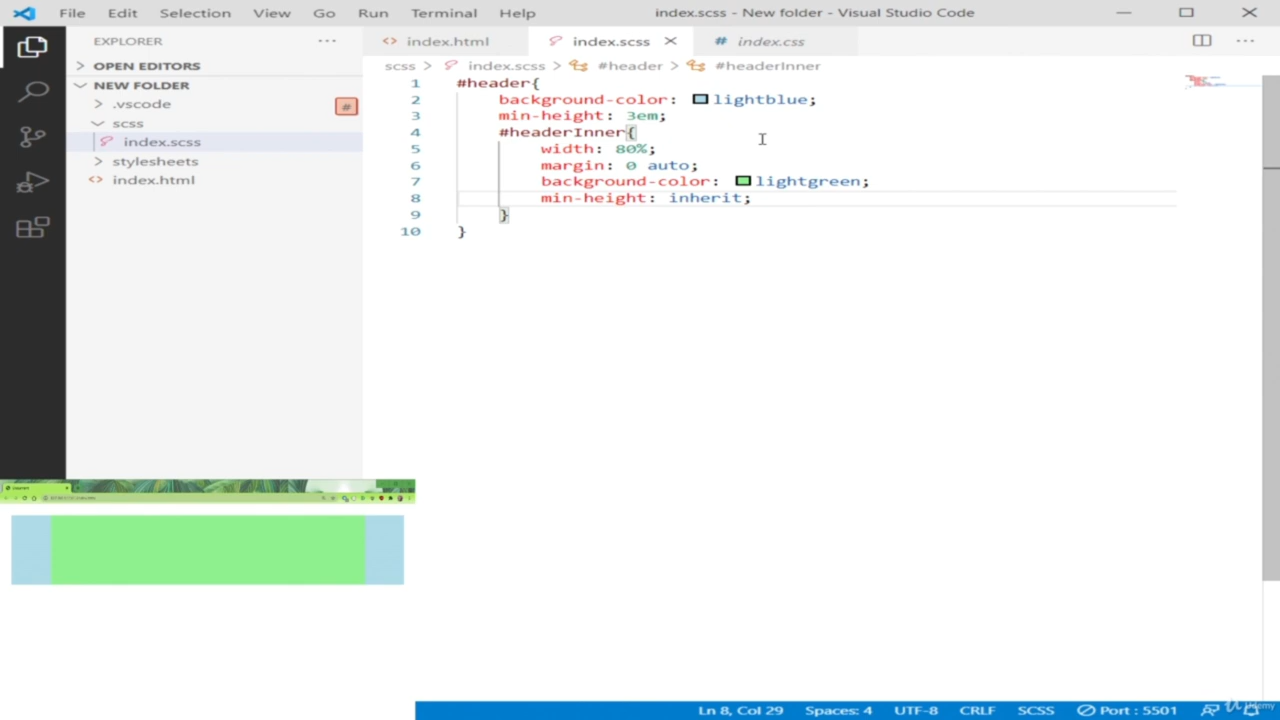 File Edit Selection View Go Run Terminal Help index.scss - New folder - Visual Studio Code
EXPLORER ...
index.html index.scss index.css ...
OPEN EDITORS
scss > index.scss > #header > #headerInner
NEW FOLDER
.vscode #
scss
index.scss
stylesheets
index.html
1 #header{
2 background-color: lightblue;
3 min-height: 3em;
4 #headerInner{
5 width: 80%;
6 margin: 0 auto;
7 background-color: lightgreen;
8 min-height: inherit;
9 }
10 }
Ln 8, Col 29 Spaces: 4 UTF-8 CRLF SCSS Port : 5501
Udemy